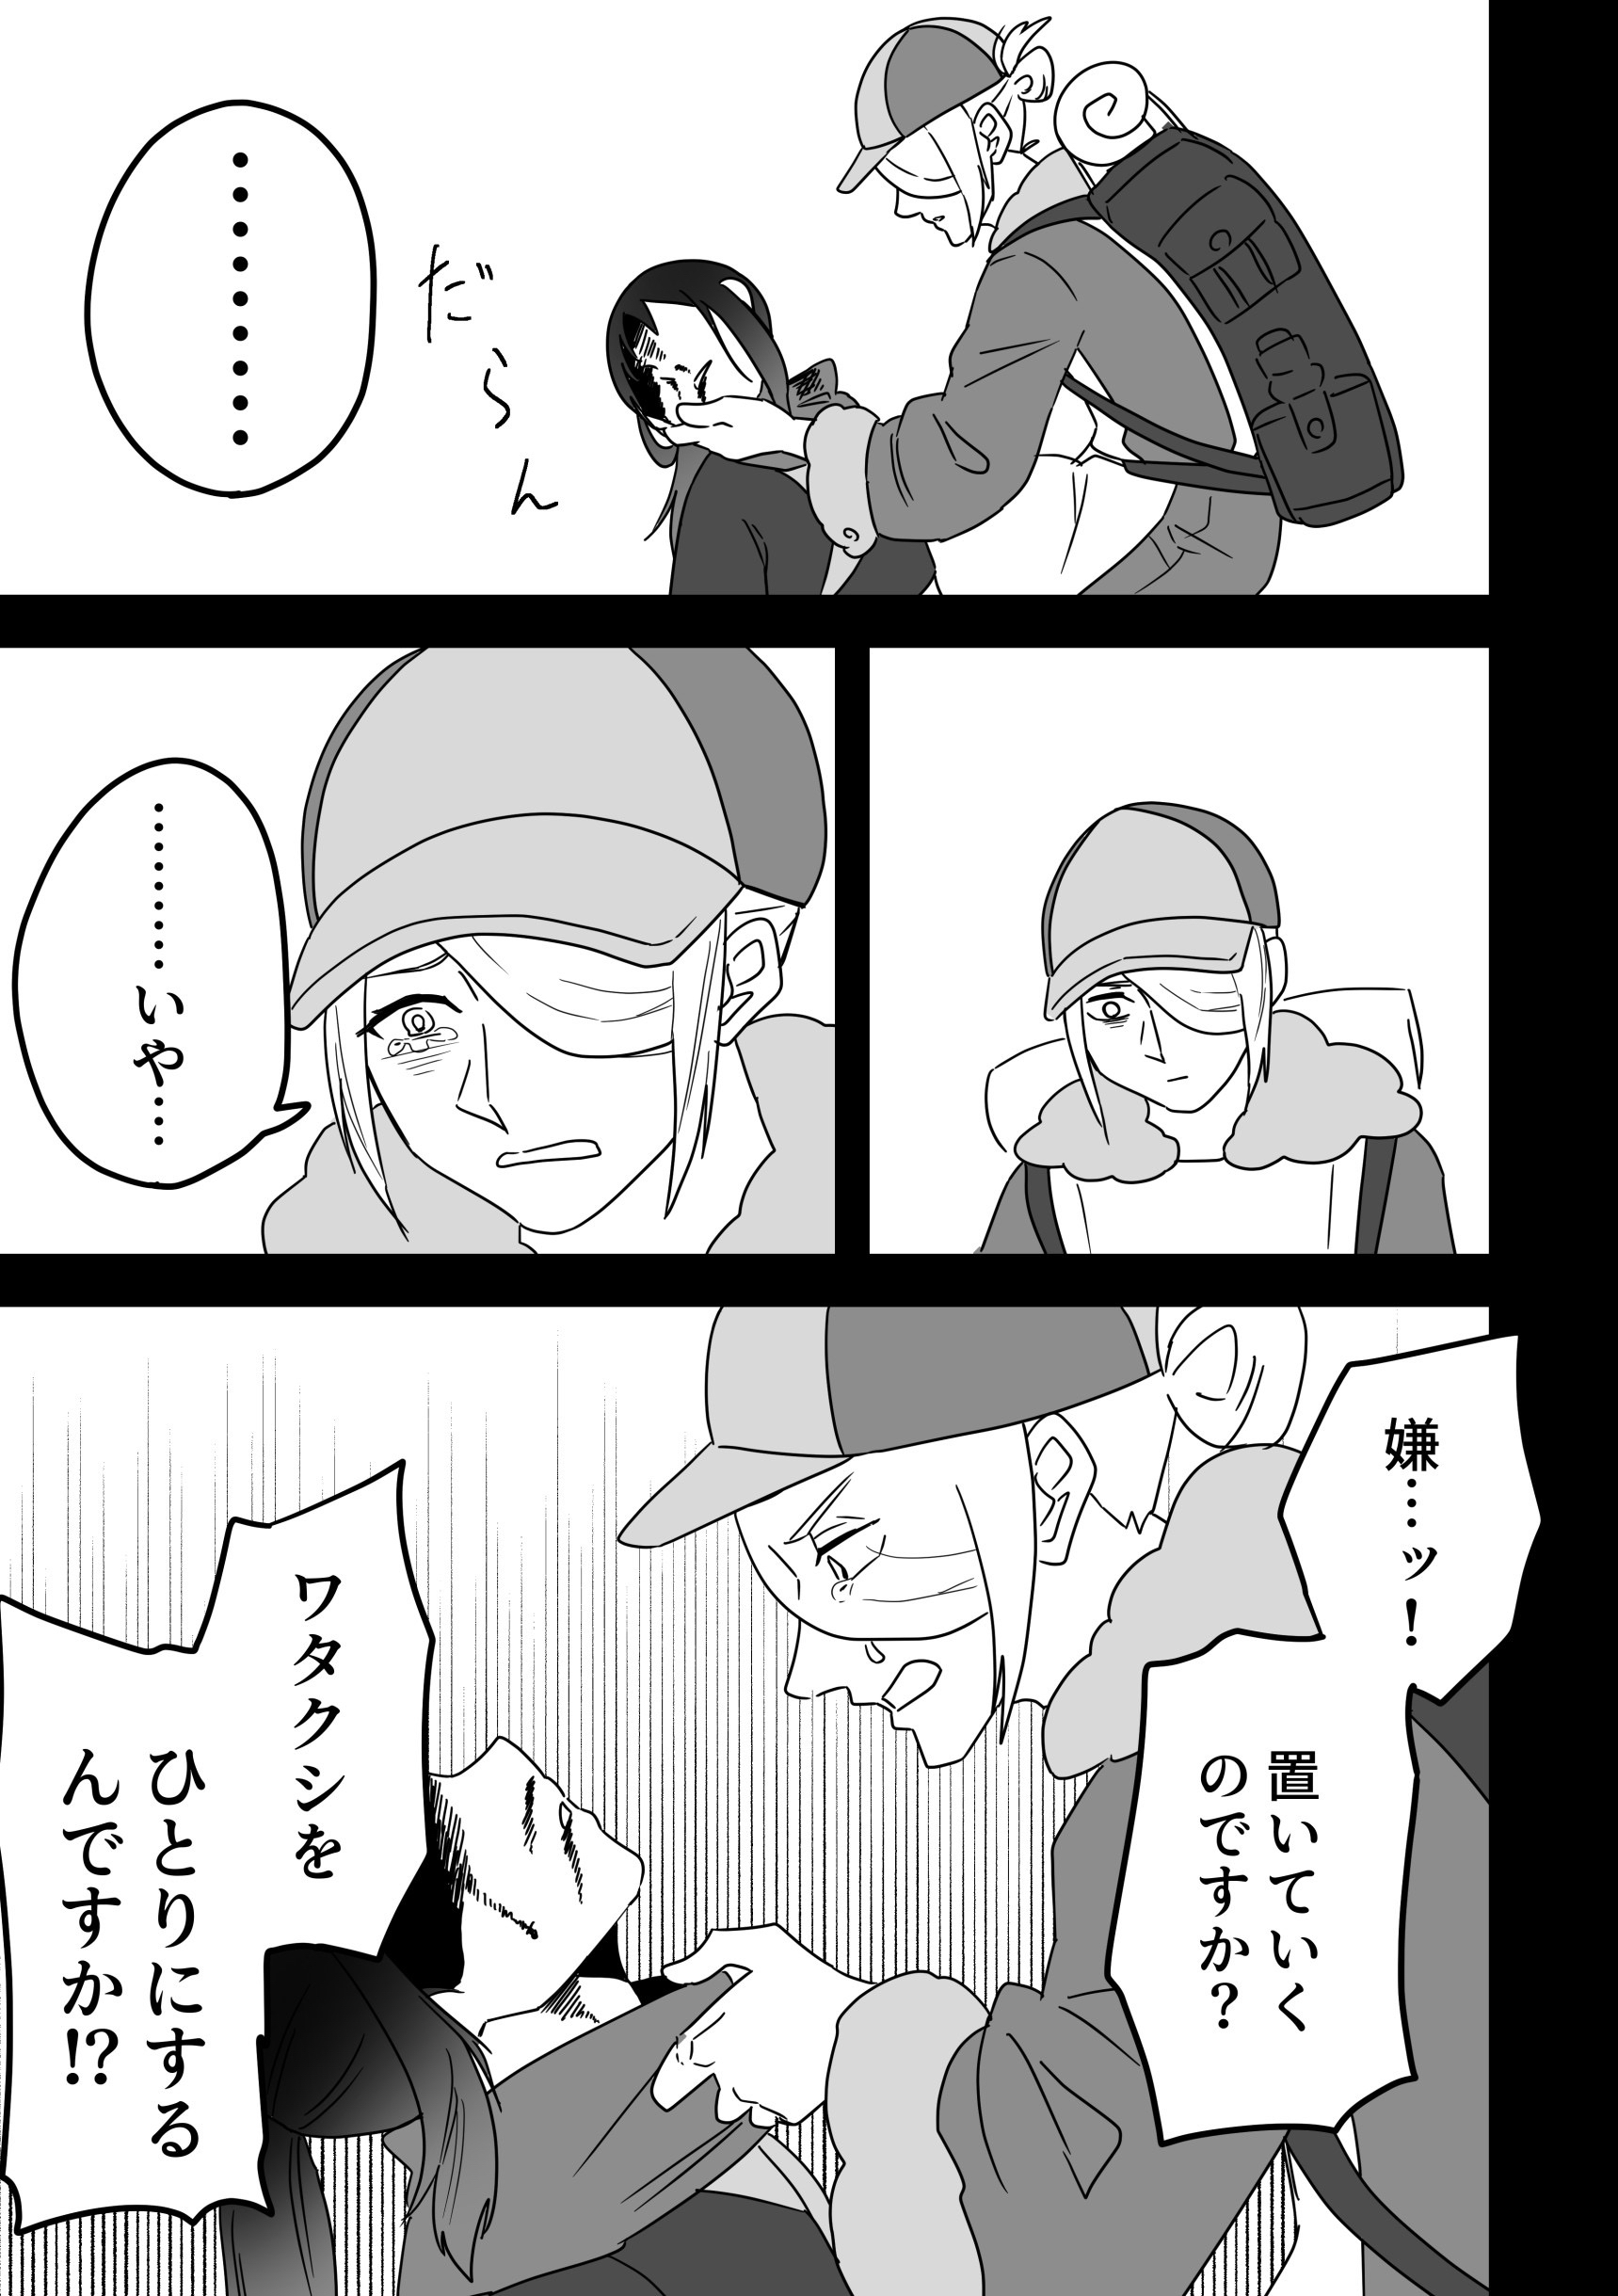 ………
だらん
…………いや……
嫌……ッ！
置いていく
のですか？
ワタクシを
ひとりにする
んですか!?